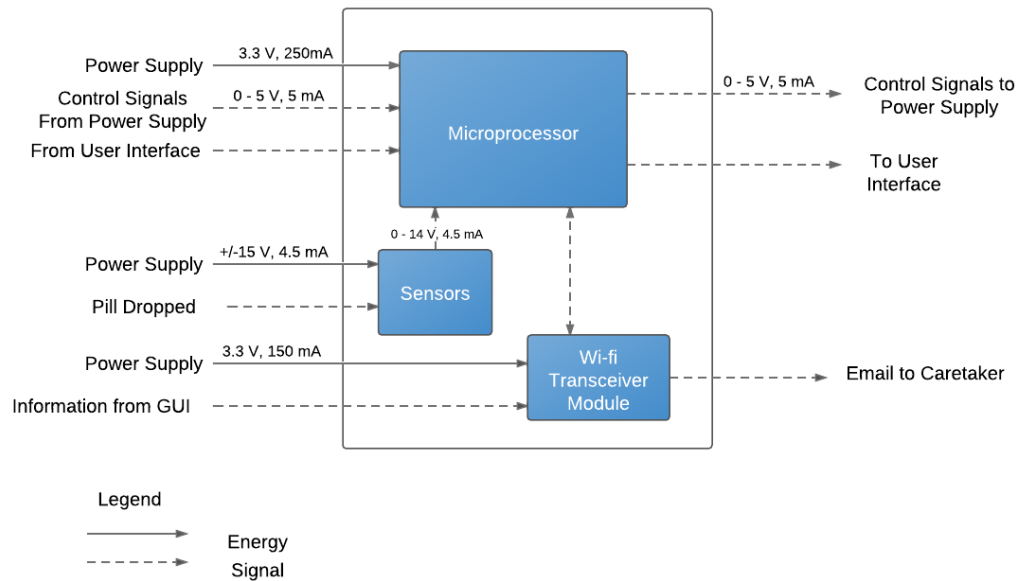 3.3 V, 250mA
Power Supply
Control Signals
From Power Supply
0 - 5 V, 5 mA
From User Interface
Microprocessor
0 - 5 V, 5 mA
Control Signals to
Power Supply
To User
Interface
0 - 14 V, 4.5 mA
+/-15 V, 4.5 mA
Power Supply
Pill Dropped
Sensors
3.3 V, 150 mA
Power Supply
Information from GUI
Wi-fi
Transceiver
Module
Email to Caretaker
Legend
Energy
Signal